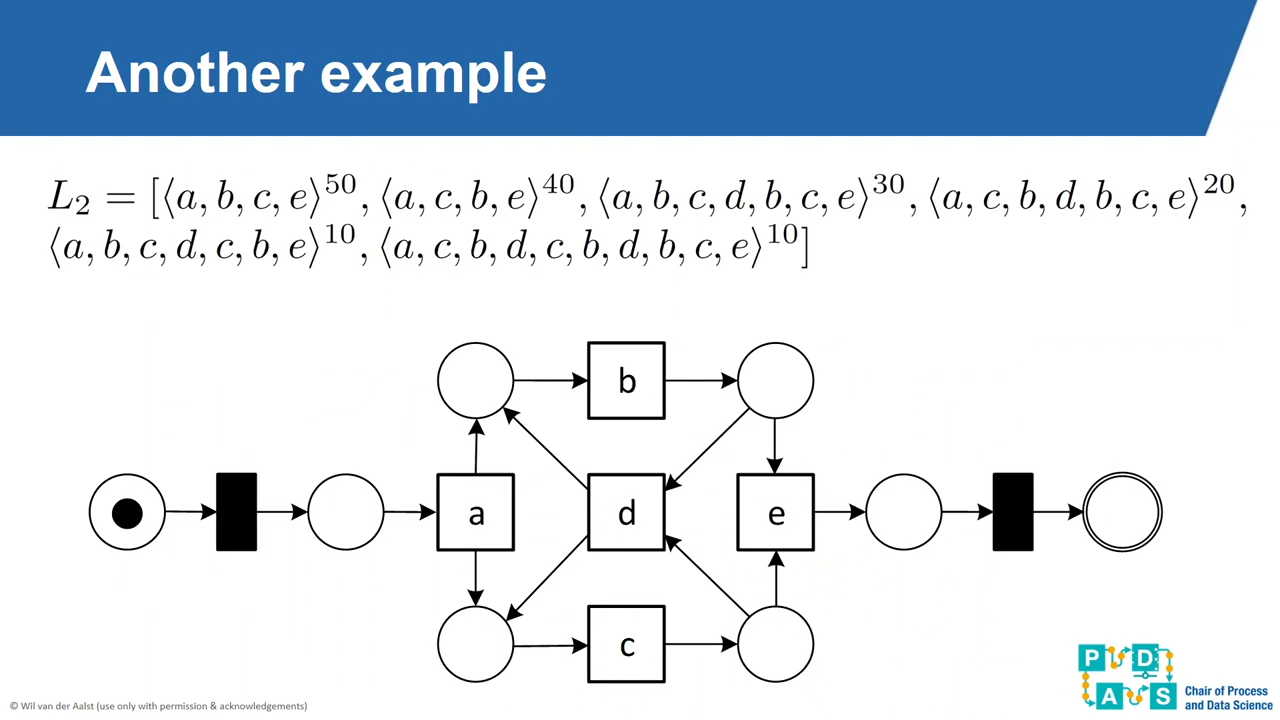 Another example
L₂ = [⟨a, b, c, e⟩⁵⁰, ⟨a, c, b, e⟩⁴⁰, ⟨a, b, c, d, b, c, e⟩³⁰, ⟨a, c, b, d, b, c, e⟩²⁰,
⟨a, b, c, d, c, b, e⟩¹⁰, ⟨a, c, b, d, c, b, d, b, c, e⟩¹⁰]
b
a
d
e
c
P D
A S
Chair of Process
and Data Science
© Wil van der Aalst (use only with permission & acknowledgements)